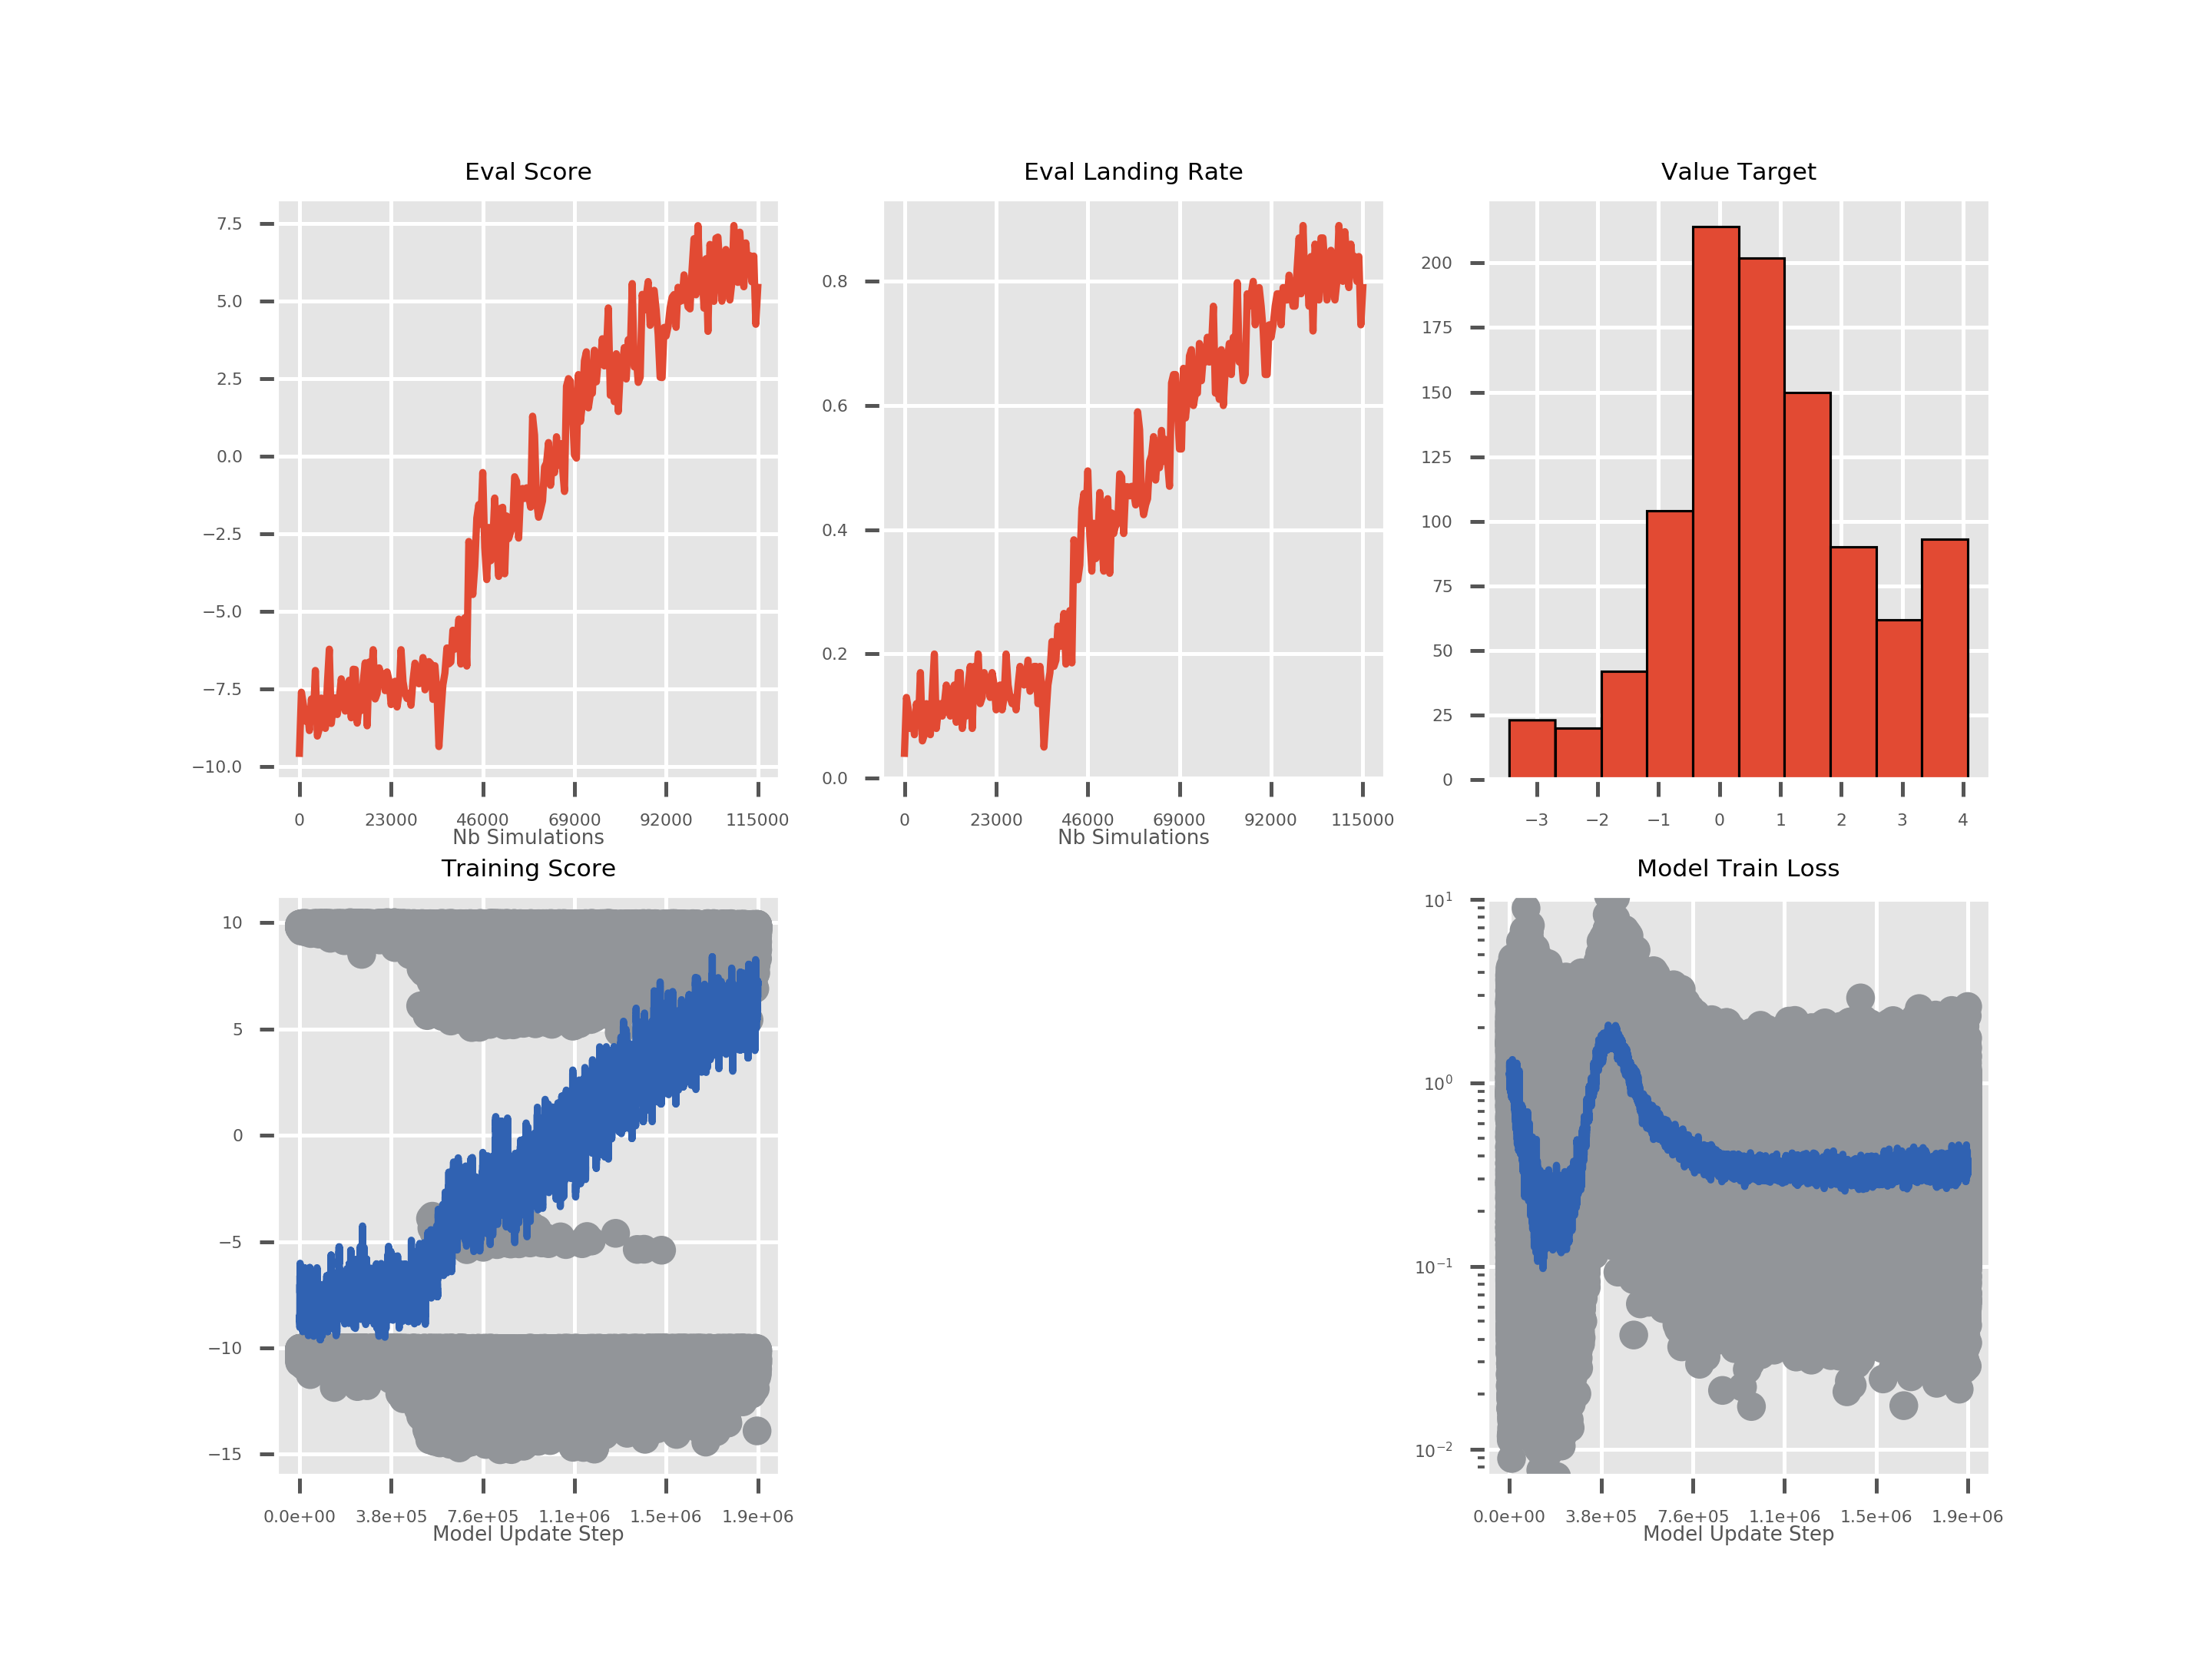 Eval Score
7.5
5.0
2.5
0.0
−2.5
−5.0
−7.5
−10.0
0 23000 46000 69000 92000 115000
Nb Simulations
Eval Landing Rate
0.8
0.6
0.4
0.2
0.0
0 23000 46000 69000 92000 115000
Nb Simulations
Value Target
200
175
150
125
100
75
50
25
0
−3 −2 −1 0 1 2 3 4
Training Score
10
5
0
−5
−10
−15
0.0e+00 3.8e+05 7.6e+05 1.1e+06 1.5e+06 1.9e+06
Model Update Step
Model Train Loss
10¹
10⁰
10⁻¹
10⁻²
0.0e+00 3.8e+05 7.6e+05 1.1e+06 1.5e+06 1.9e+06
Model Update Step